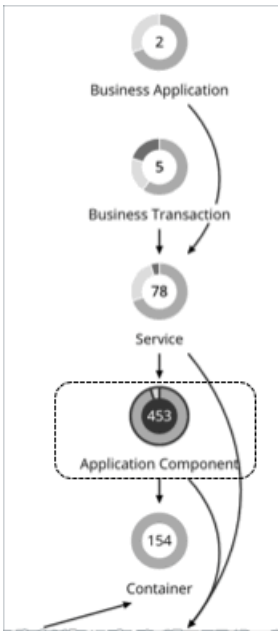 2
Business Application
5
Business Transaction
78
Service
453
Application Component
154
Container